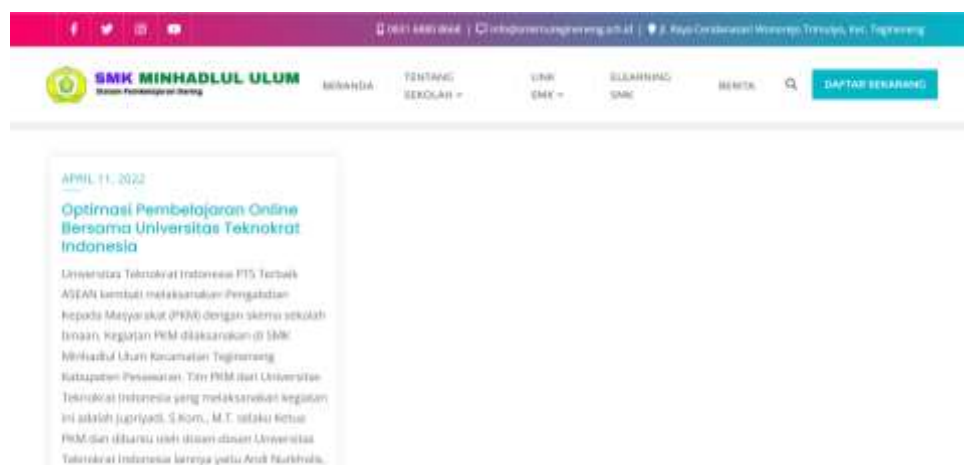 SMK MINHADLUL ULUM
Sistem Pembelajaran Daring
BERANDA
TENTANG
SEKOLAH
LINK
SMK
ELEARNING
SMK
BERITA
DAFTAR SEKARANG
APRIL 11, 2022
Optimasi Pembelajaran Online
Bersama Universitas Teknokrat
Indonesia
Universitas Teknokrat Indonesia PTS Terbaik
ASEAN kembali melaksanakan Pengabdian
Kepada Masyarakat (PKM) dengan skema sekolah
binaan. Kegiatan PKM dilaksanakan di SMK
Minhadlul Ulum Kecamatan Tegineneng
Kabupaten Pesawaran. Tim PKM dari Universitas
Teknokrat Indonesia yang melaksanakan kegiatan
ini adalah Jupriyadi, S.Kom., M.T. selaku Ketua
PKM dan dibantu oleh dosen dosen Universitas
Teknokrat Indonesia lainnya yaitu Andi Nurkholis,